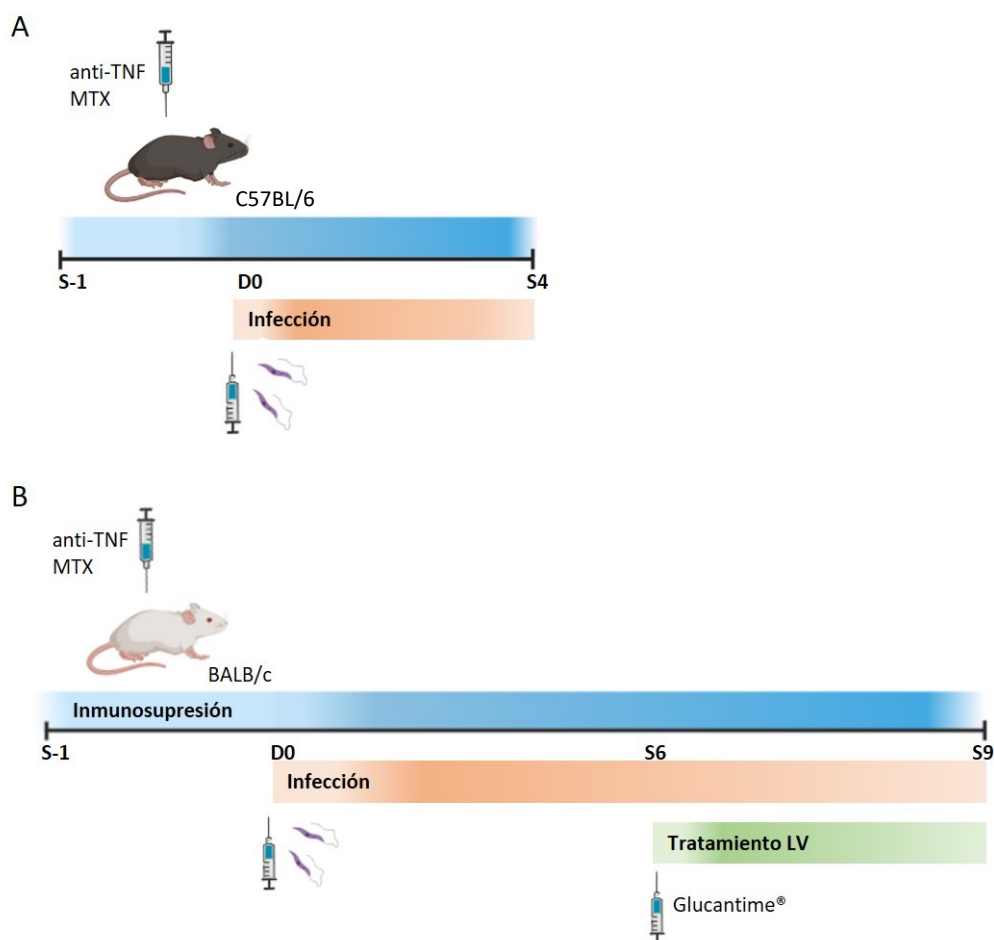 A
anti-TNF
MTX
C57BL/6
S-1 D0 S4
Infección
B
anti-TNF
MTX
BALB/c
Inmunosupresión
S-1 D0 S6 S9
Infección
Tratamiento LV
Glucantime®